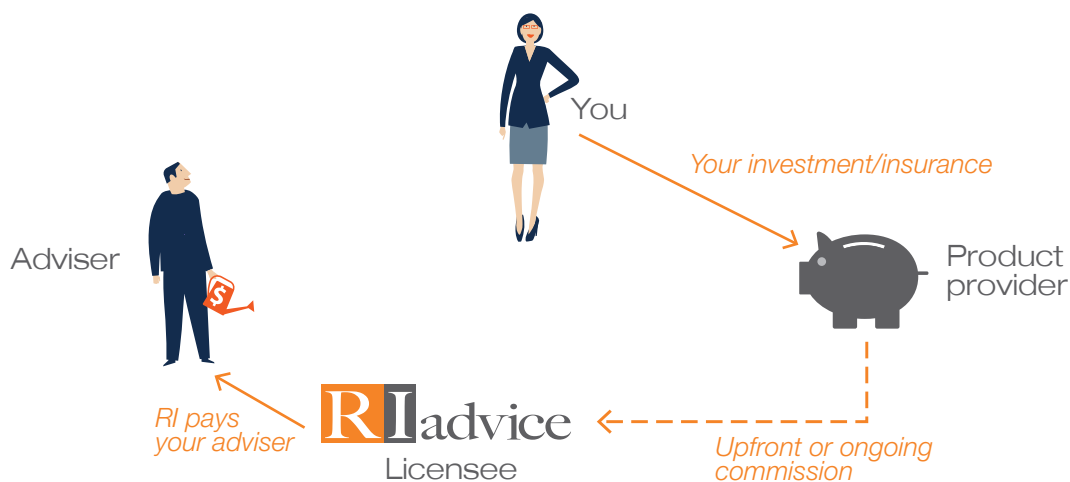 You
Your investment/insurance
Adviser
$
Product
provider
RI pays
your adviser
RI advice
Licensee
Upfront or ongoing
commission